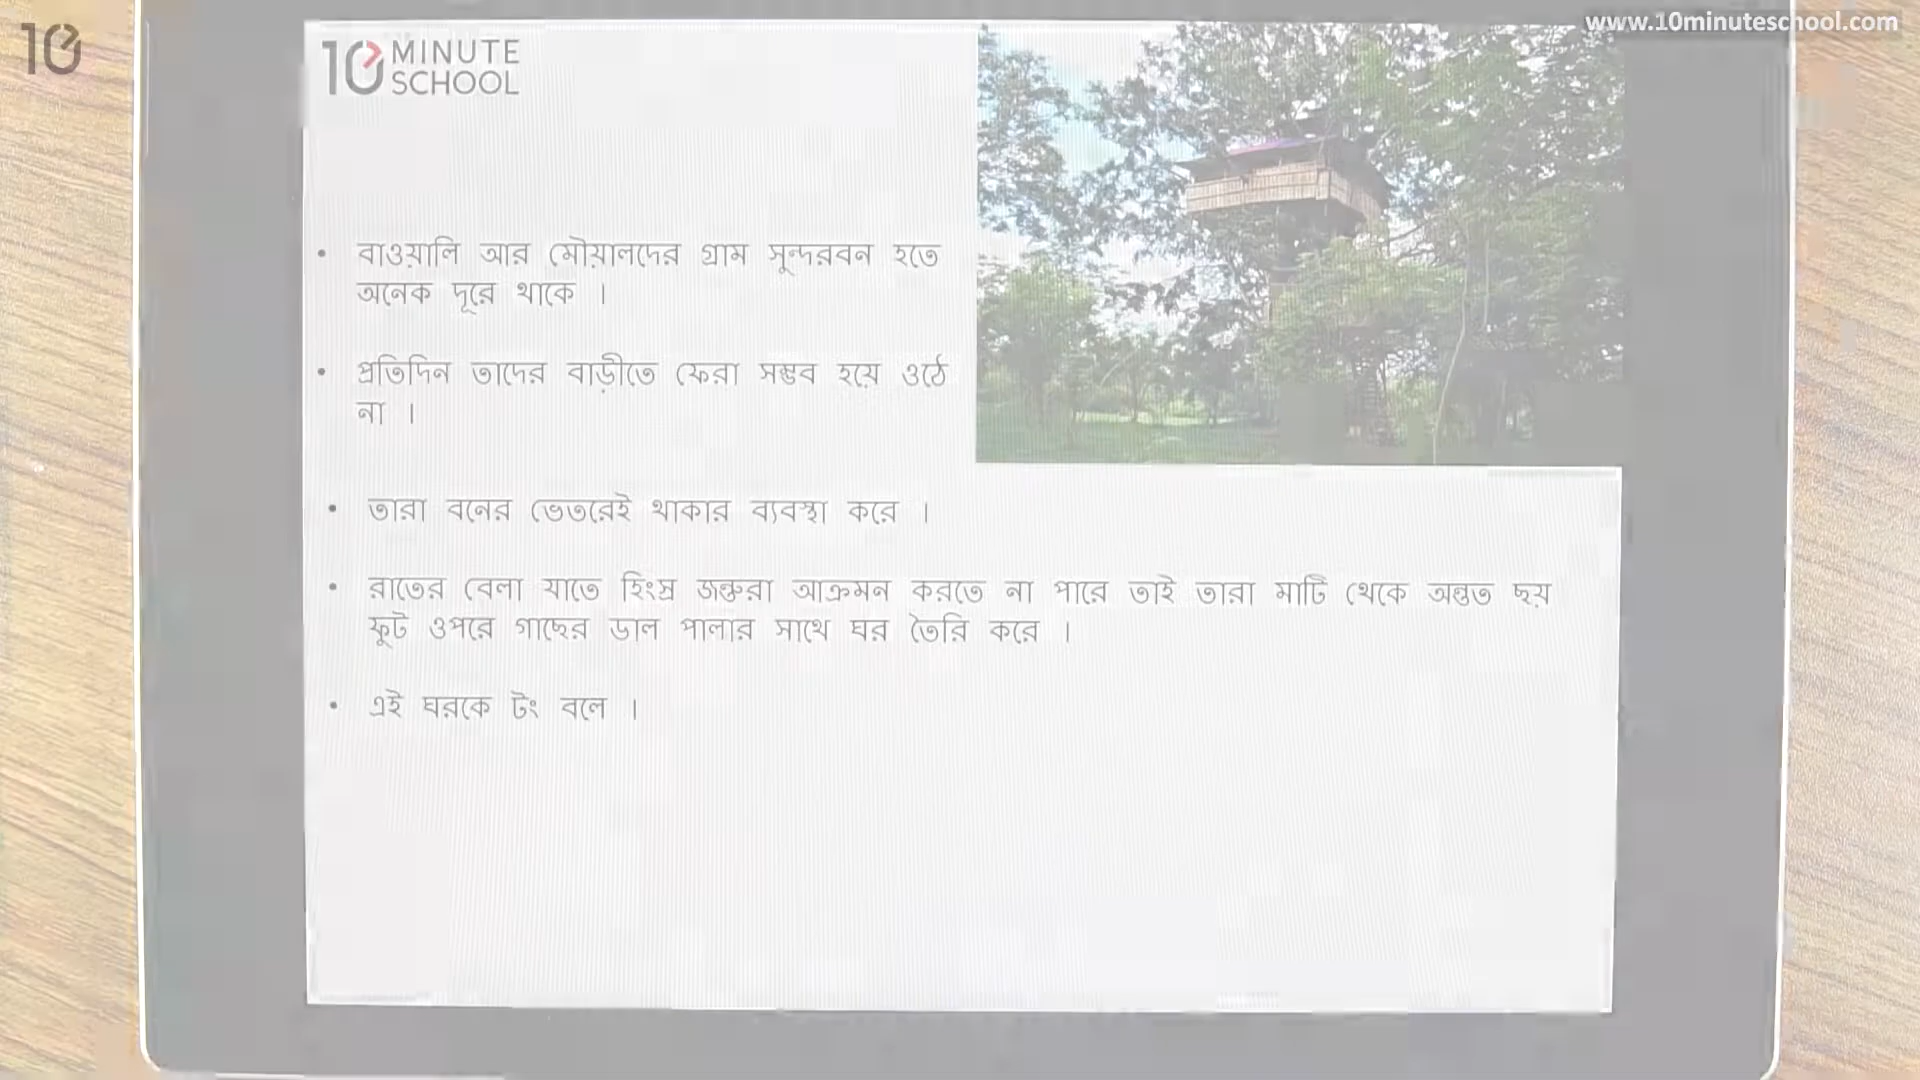 10
www.10minuteschool.com
10 MINUTE
SCHOOL
• বাওয়ালি আর মৌয়ালদের গ্রাম সুন্দরবন হতে
অনেক দূরে থাকে ।
• প্রতিদিন তাদের বাড়ীতে ফেরা সম্ভব হয়ে ওঠে
না ।
• তারা বনের ভেতরেই থাকার ব্যবস্থা করে ।
• রাতের বেলা যাতে হিংস্র জন্তুরা আক্রমন করতে না পারে তাই তারা মাটি থেকে অন্তত ছয়
ফুট ওপরে গাছের ডাল পালার সাথে ঘর তৈরি করে ।
• এই ঘরকে টং বলে ।